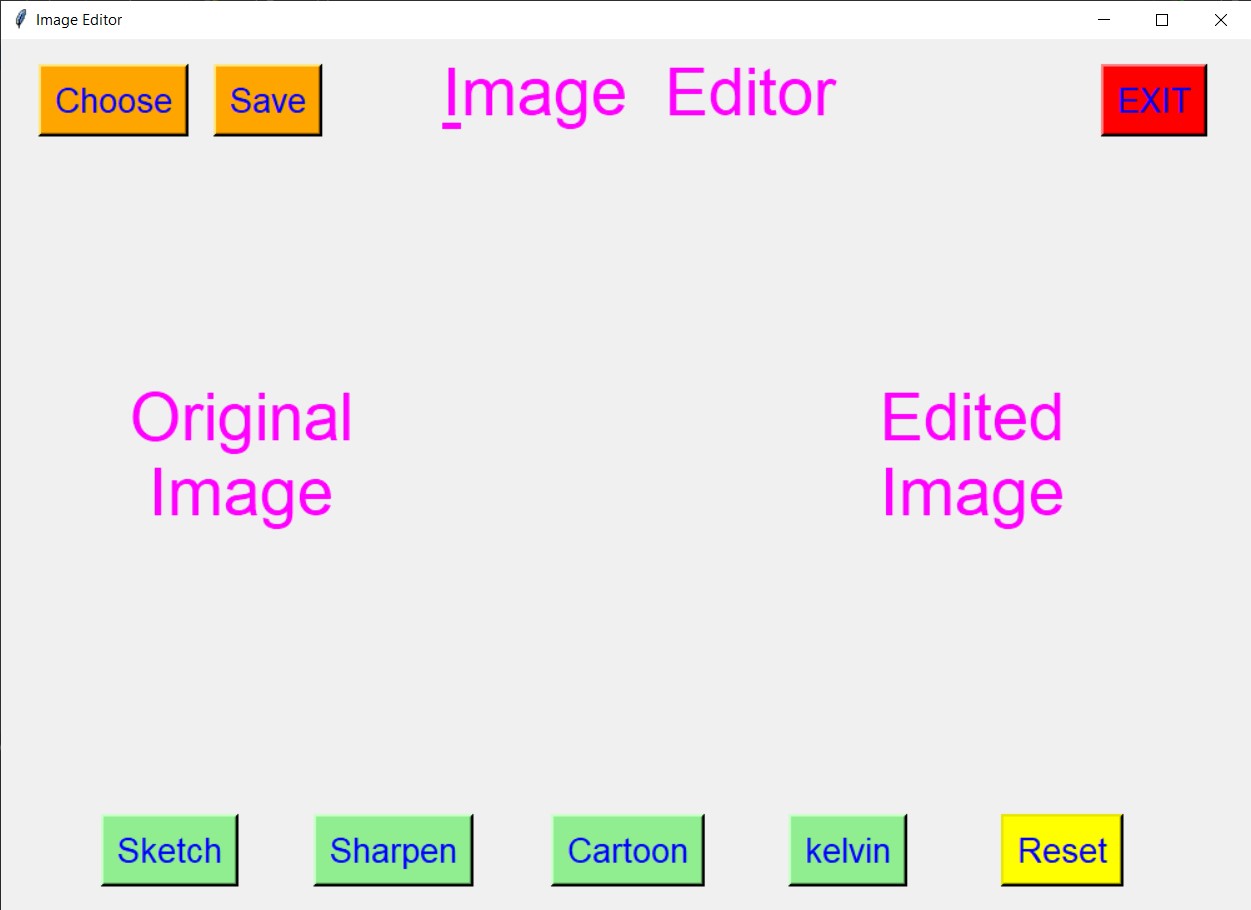 Image Editor
Choose
Save
Image Editor
EXIT
Original
Image
Edited
Image
Sketch
Sharpen
Cartoon
kelvin
Reset